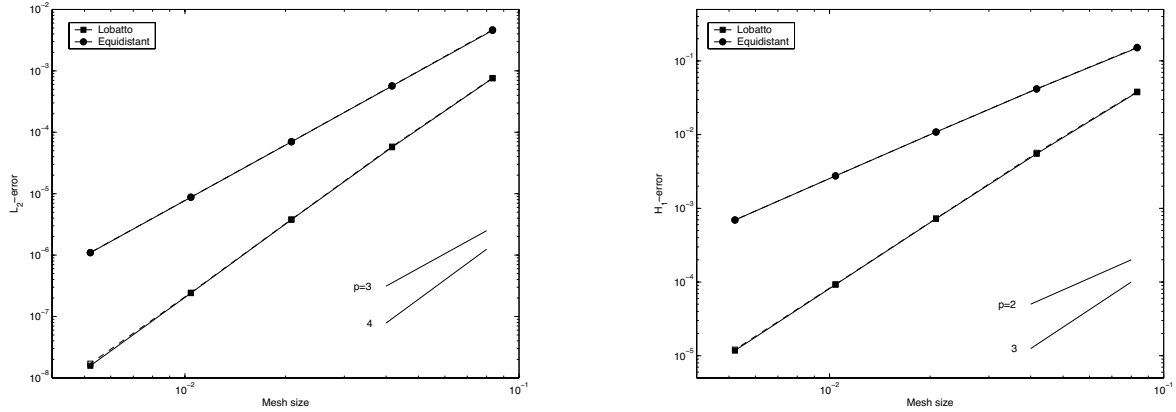 10⁻²
10⁻³
10⁻⁴
10⁻⁵
10⁻⁶
10⁻⁷
10⁻⁸
L₂−error
Lobatto
Equidistant
p=3
4
10⁻²
10⁻¹
Mesh size
10⁻¹
10⁻²
10⁻³
10⁻⁴
10⁻⁵
H₁−error
Lobatto
Equidistant
p=2
3
10⁻²
10⁻¹
Mesh size